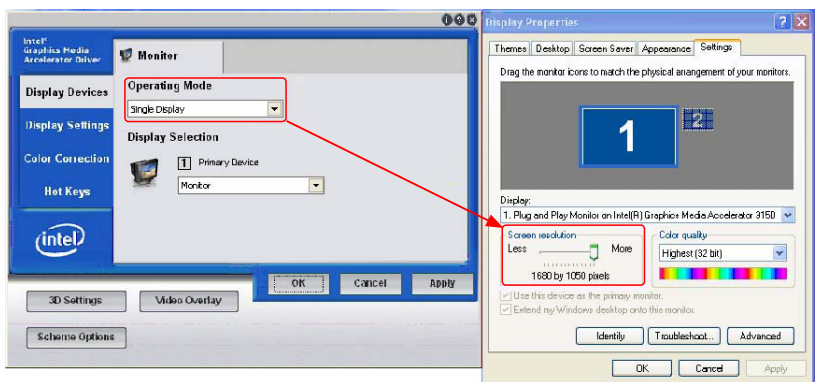 Intel®
Graphics Media
Accelerator Driver
Monitor
Display Devices
Display Settings
Color Correction
Hot Keys
intel
Operating Mode
Single Display
Display Selection
1 Primary Device
Monitor
OK Cancel Apply
3D Settings Video Overlay
Scheme Options
Display Properties
Themes Desktop Screen Saver Appearance Settings
Drag the monitor icons to match the physical arrangement of your monitors.
1 2
Display:
1. Plug and Play Monitor on Intel(R) Graphics Media Accelerator 3150
Screen resolution
Less More
1680 by 1050 pixels
Color quality
Highest (32 bit)
Use this device as the primary monitor.
Extend my Windows desktop onto this monitor.
Identify Troubleshoot... Advanced
OK Cancel Apply